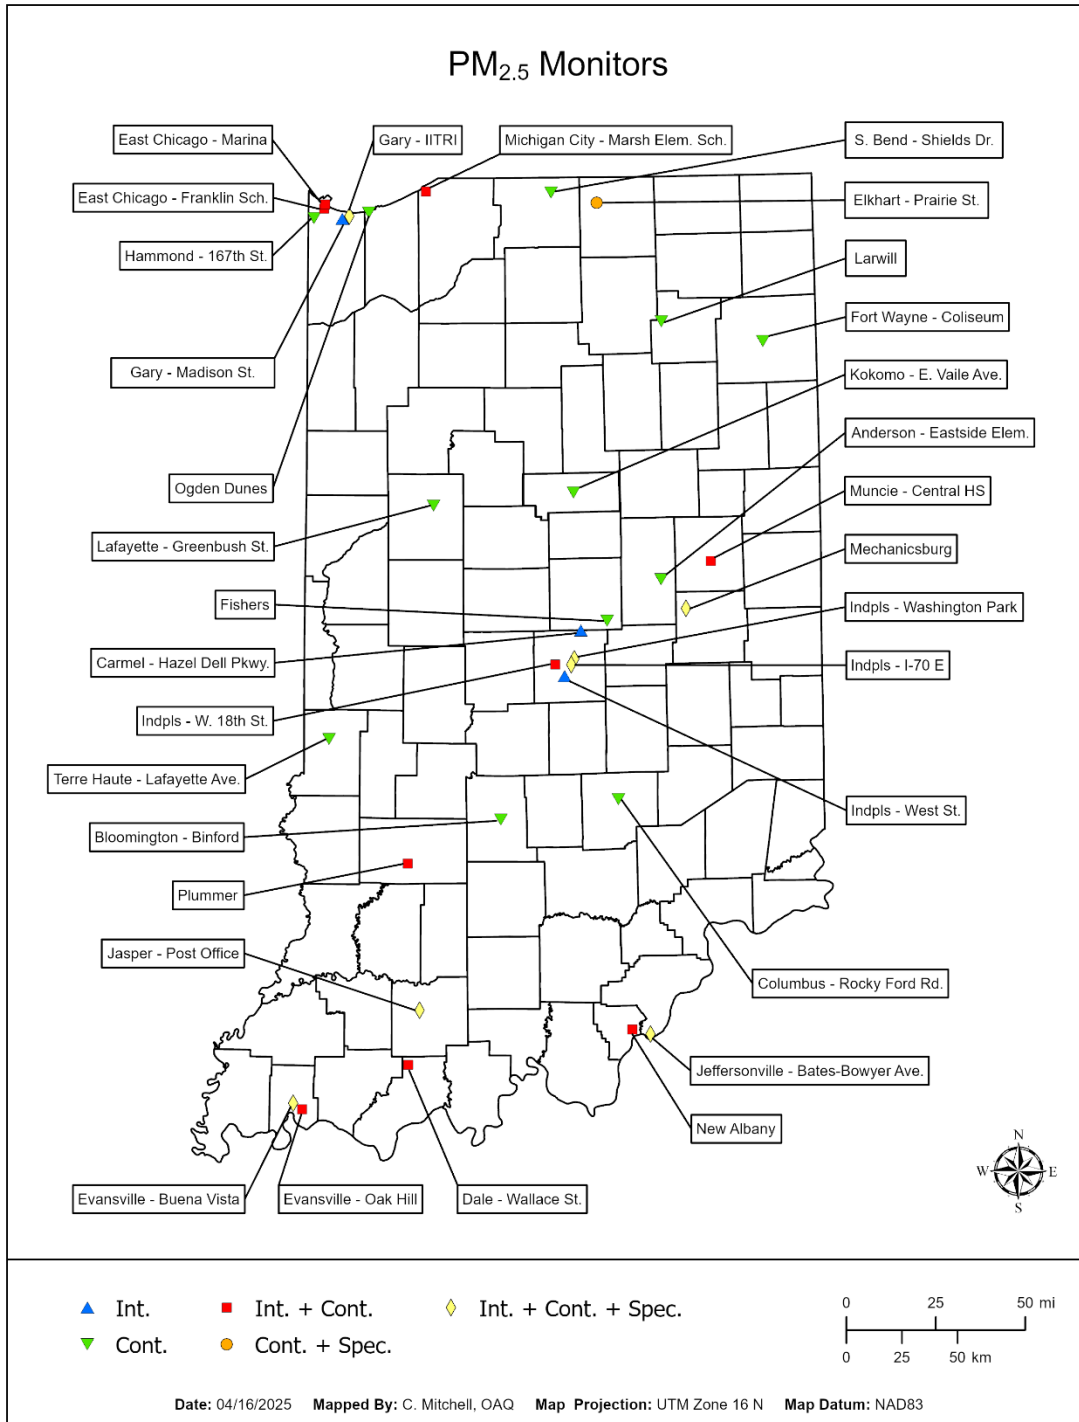 PM2.5 Monitors
East Chicago - Marina
Gary - IITRI
Michigan City - Marsh Elem. Sch.
S. Bend - Shields Dr.
East Chicago - Franklin Sch.
Elkhart - Prairie St.
Hammond - 167th St.
Larwill
Fort Wayne - Coliseum
Gary - Madison St.
Kokomo - E. Vaile Ave.
Anderson - Eastside Elem.
Ogden Dunes
Muncie - Central HS
Lafayette - Greenbush St.
Mechanicsburg
Fishers
Indpls - Washington Park
Carmel - Hazel Dell Pkwy.
Indpls - I-70 E
Indpls - W. 18th St.
Terre Haute - Lafayette Ave.
Indpls - West St.
Bloomington - Binford
Plummer
Jasper - Post Office
Columbus - Rocky Ford Rd.
Jeffersonville - Bates-Bowyer Ave.
New Albany
Evansville - Buena Vista
Evansville - Oak Hill
Dale - Wallace St.
N
W
E
S
Int.
Int. + Cont.
Int. + Cont. + Spec.
Cont.
Cont. + Spec.
0 25 50 mi
0 25 50 km
Date: 04/16/2025 Mapped By: C. Mitchell, OAQ Map Projection: UTM Zone 16 N Map Datum: NAD83